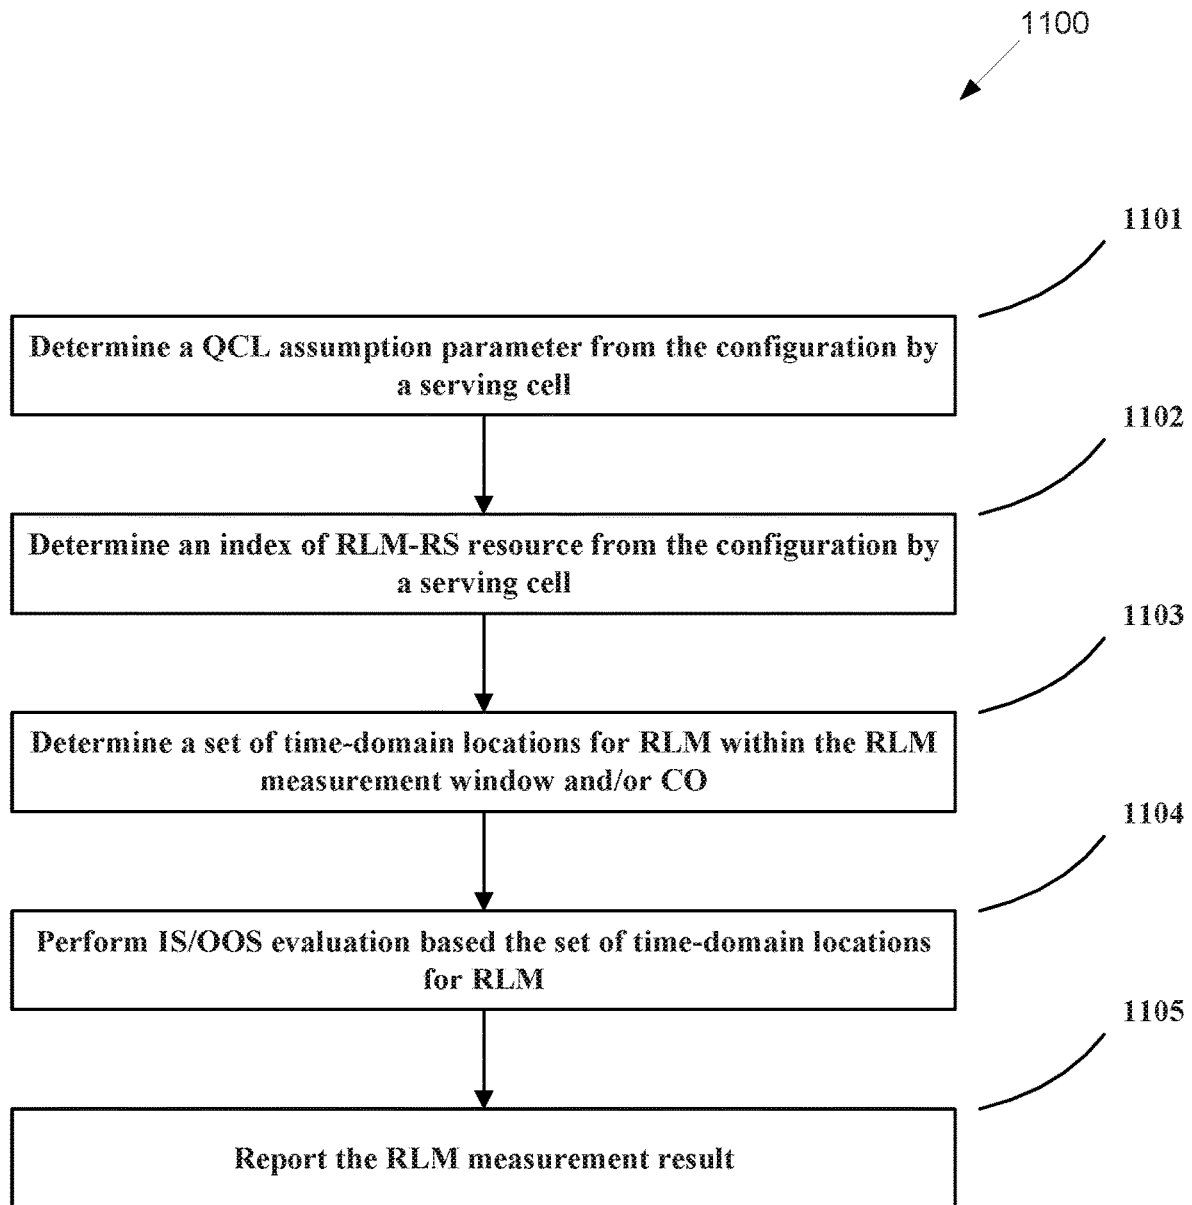 1100
1101
Determine a QCL assumption parameter from the configuration by
a serving cell
1102
Determine an index of RLM-RS resource from the configuration by
a serving cell
1103
Determine a set of time-domain locations for RLM within the RLM
measurement window and/or CO
1104
Perform IS/OOS evaluation based the set of time-domain locations
for RLM
1105
Report the RLM measurement result